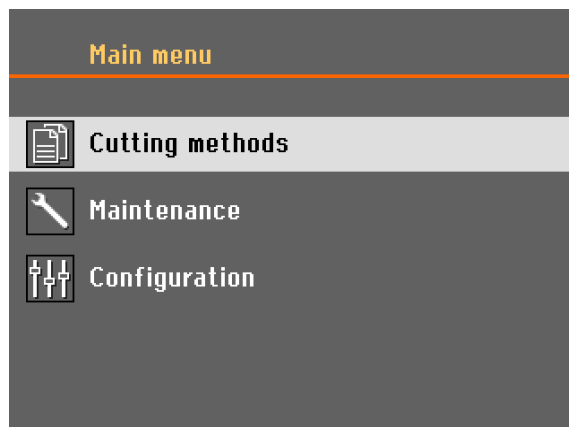 Main menu
Cutting methods
Maintenance
Configuration